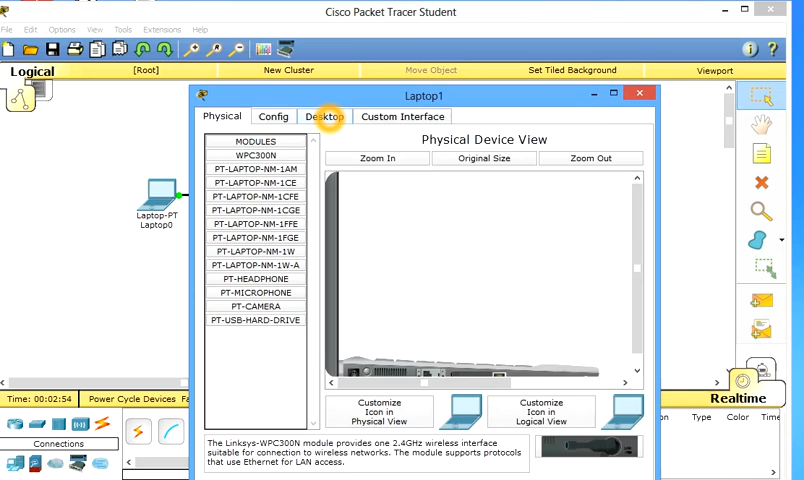 Cisco Packet Tracer Student
File Edit Options View Tools Extensions Help
Logical [Root] New Cluster Move Object Set Tiled Background Viewport
Laptop1
Physical Config Desktop Custom Interface
MODULES
WPC300N
PT-LAPTOP-NM-1AM
PT-LAPTOP-NM-1CE
PT-LAPTOP-NM-1CFE
PT-LAPTOP-NM-1CGE
PT-LAPTOP-NM-1FFE
PT-LAPTOP-NM-1FGE
PT-LAPTOP-NM-1W
PT-LAPTOP-NM-1W-A
PT-HEADPHONE
PT-MICROPHONE
PT-CAMERA
PT-USB-HARD-DRIVE
Physical Device View
Zoom In Original Size Zoom Out
Laptop-PT
Laptop0
Customize
Icon in
Physical View
Customize
Icon in
Logical View
The Linksys-WPC300N module provides one 2.4GHz wireless interface
suitable for connection to wireless networks. The module supports protocols
that use Ethernet for LAN access.
Time: 00:02:54 Power Cycle Devices Fa
Realtime
Connections
on Type Color Time